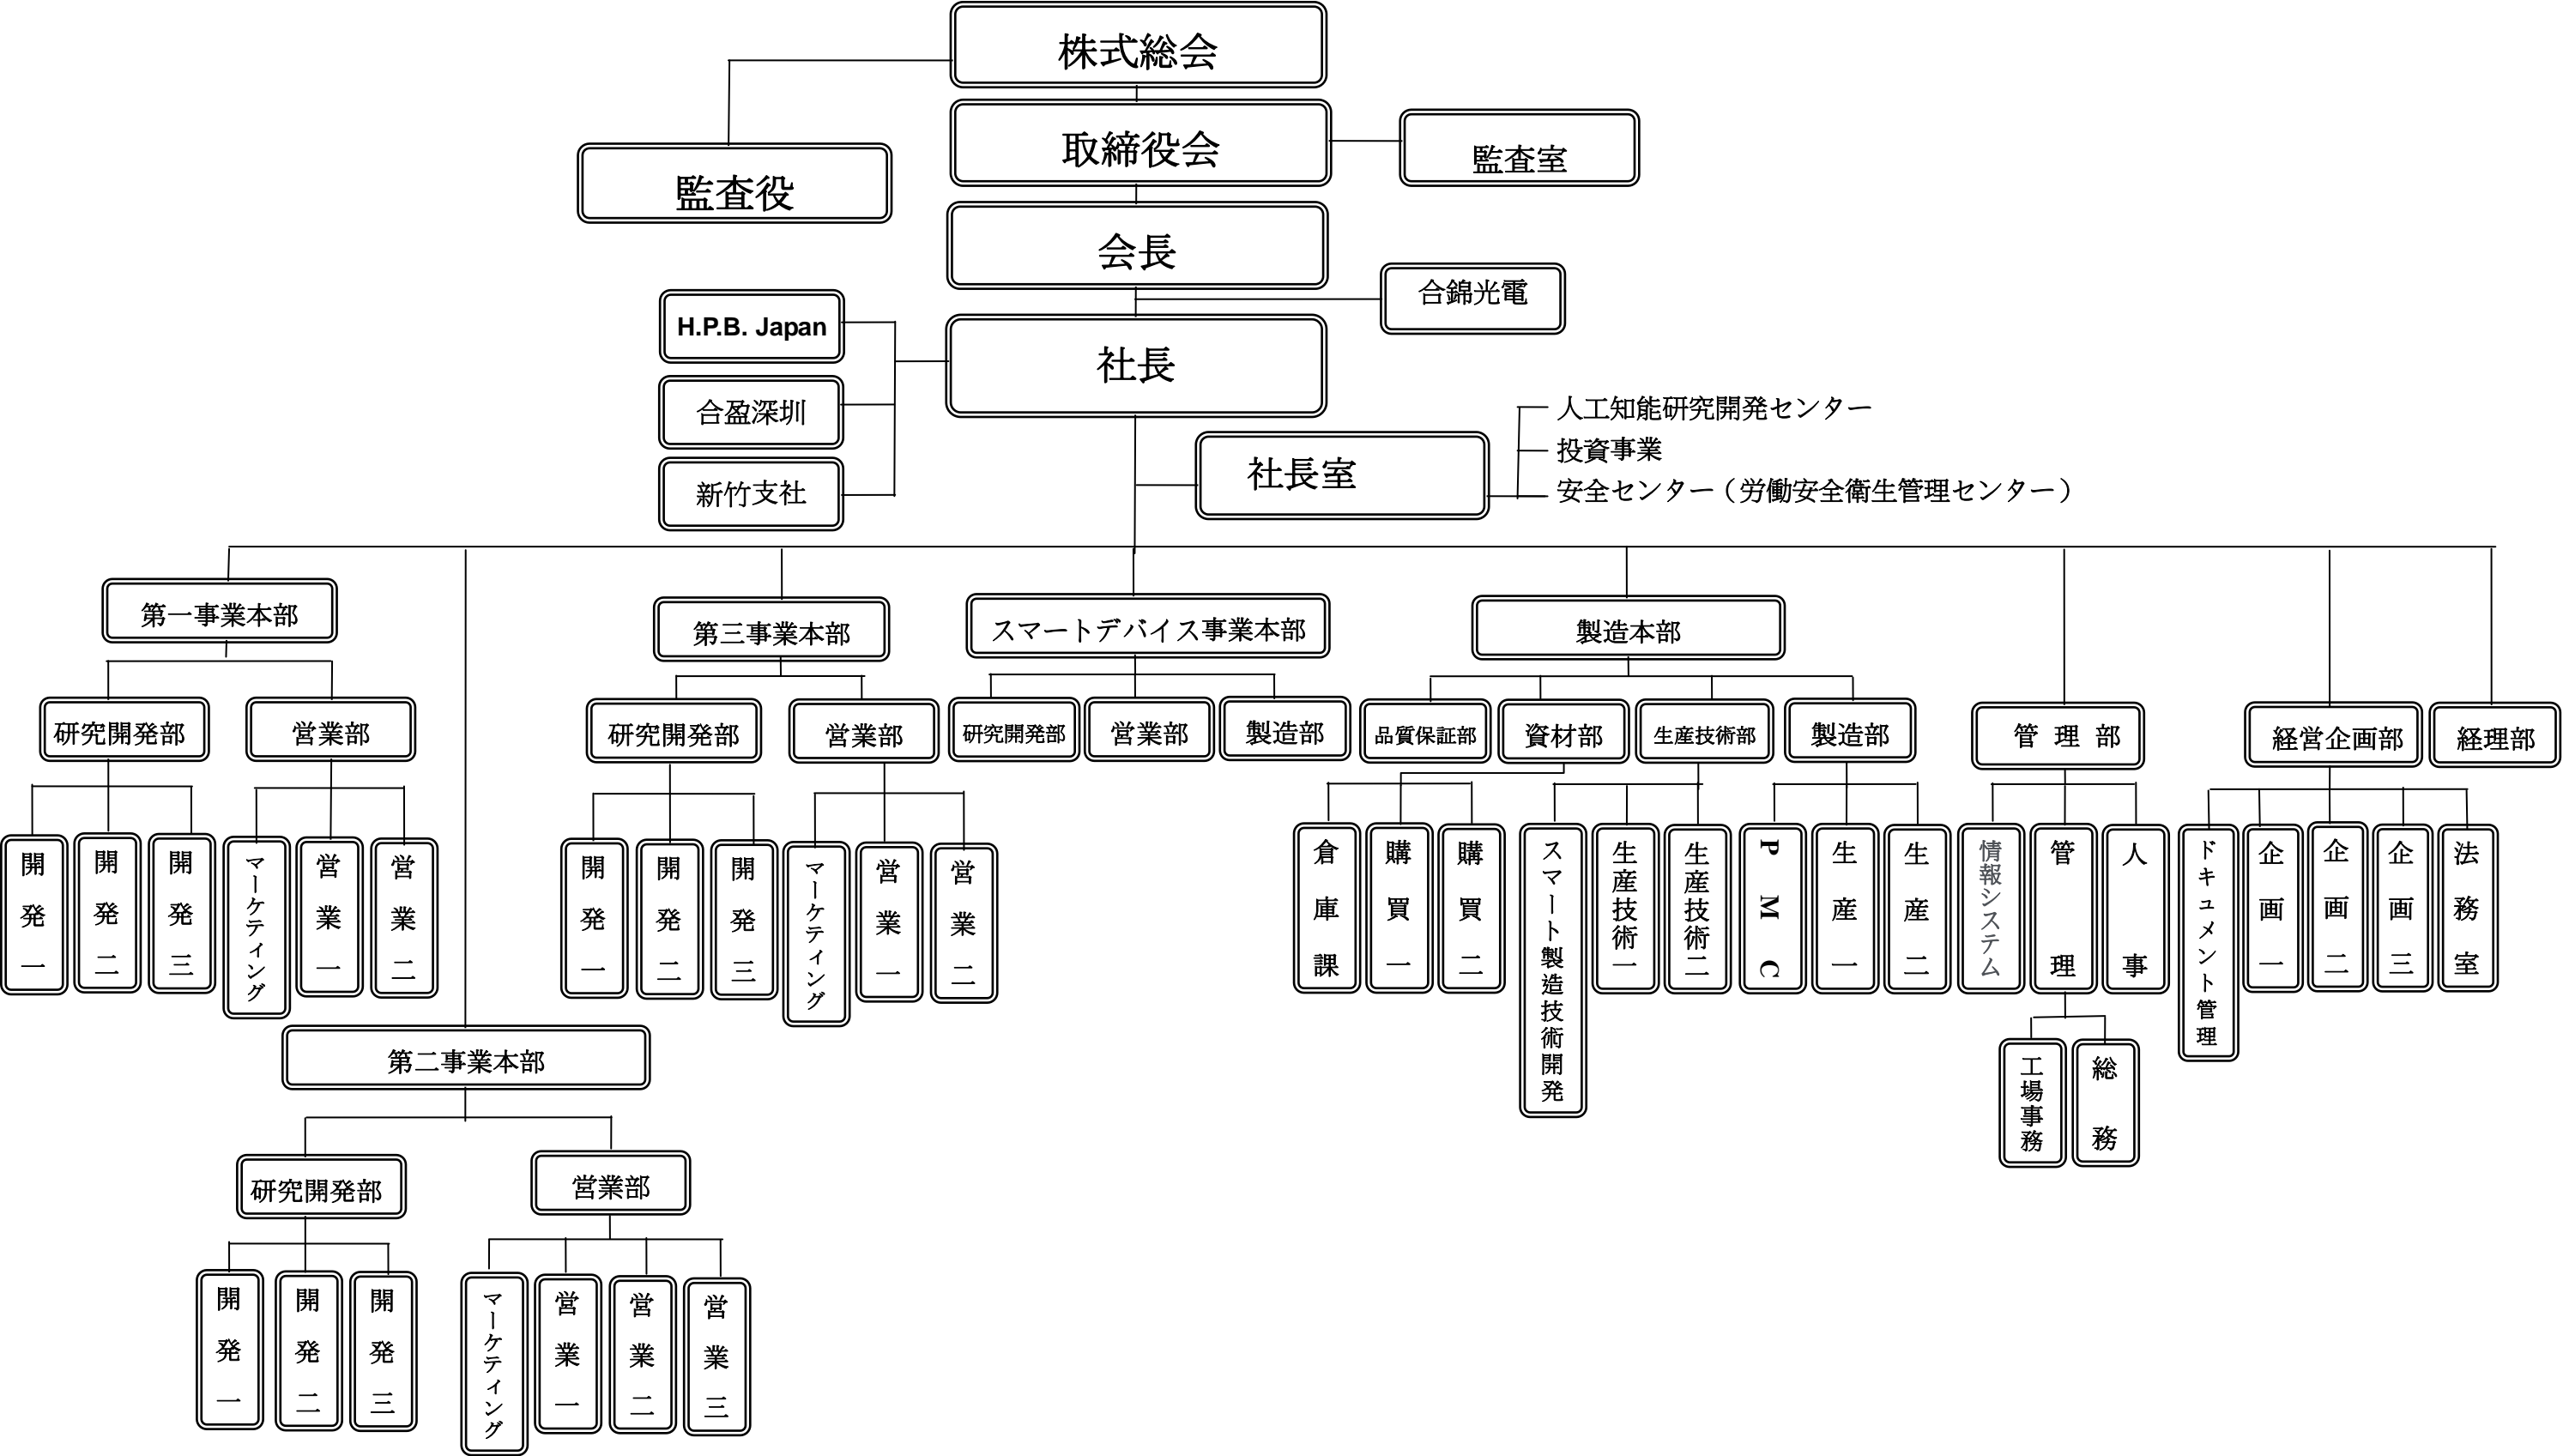 株式総会
取締役会
監査室
監査役
会長
合錦光電
H.P.B. Japan
社長
合盈深圳
人工知能研究開発センター
投資事業
社長室
新竹支社
安全センター（労働安全衛生管理センター）
第一事業本部
第三事業本部
スマートデバイス事業本部
製造本部
研究開発部
営業部
研究開発部
営業部
研究開発部
営業部
製造部
品質保証部
資材部
生産技術部
製造部
管理部
経営企画部
経理部
開発一
開発二
開発三
マーケティング
営業一
営業二
開発一
開発二
開発三
マーケティング
営業一
営業二
倉庫課
購買一
購買二
スマート製造技術開発
生産技術一
生産技術二
PMC
生産一
生産二
情報システム
管理
人事
ドキュメント管理
企画一
企画二
企画三
法務室
工場事務
総務
第二事業本部
研究開発部
営業部
開発一
開発二
開発三
マーケティング
営業一
営業二
営業三